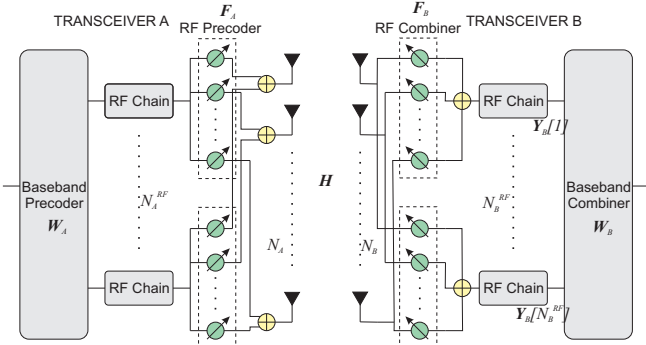 TRANSCEIVER A
F_A
RF Precoder
F_B
RF Combiner
TRANSCEIVER B
RF Chain
RF Chain
Y_B[1]
Baseband
Precoder
W_A
N_A^RF
H
N_B^RF
Baseband
Combiner
W_B
N_A
N_B
RF Chain
RF Chain
Y_B[N_B^RF]